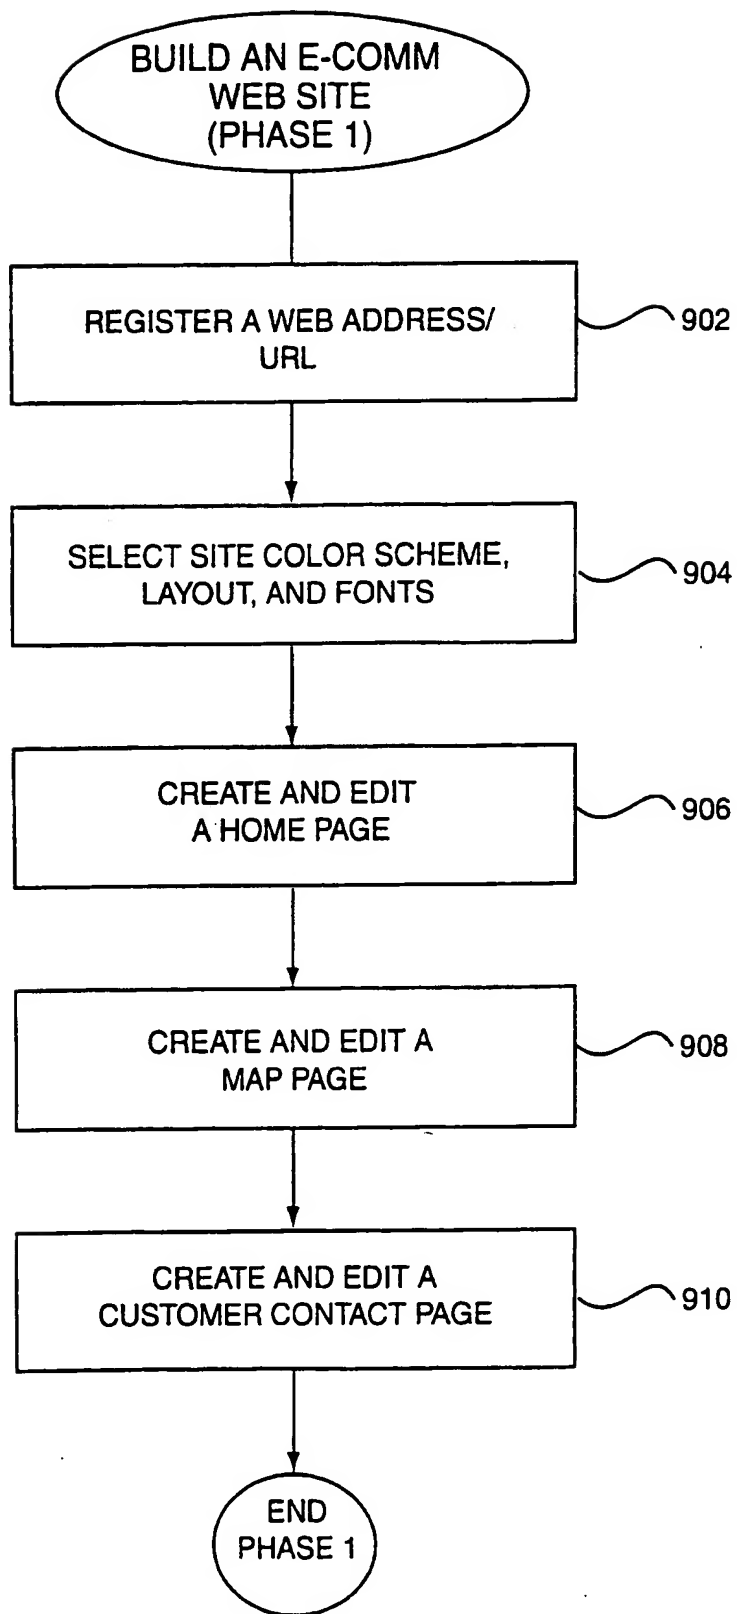 BUILD AN E-COMM
WEB SITE
(PHASE 1)
REGISTER A WEB ADDRESS/
URL
902
SELECT SITE COLOR SCHEME,
LAYOUT, AND FONTS
904
CREATE AND EDIT
A HOME PAGE
906
CREATE AND EDIT A
MAP PAGE
908
CREATE AND EDIT A
CUSTOMER CONTACT PAGE
910
END
PHASE 1